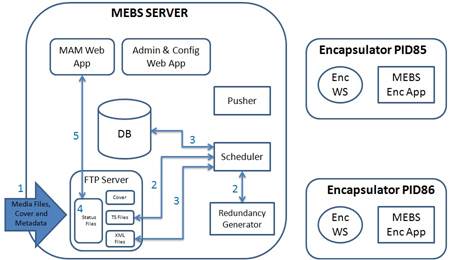 MEBS SERVER
MAM Web
App
Admin & Config
Web App
Encapsulator PID85
Enc
WS
MEBS
Enc App
Pusher
DB
5
3
Scheduler
1
FTP Server
2
3
2
Media Files,
Cover and
Metadata
4
Status
Files
Cover
TS Files
XML
Files
Redundancy
Generator
Encapsulator PID86
Enc
WS
MEBS
Enc App